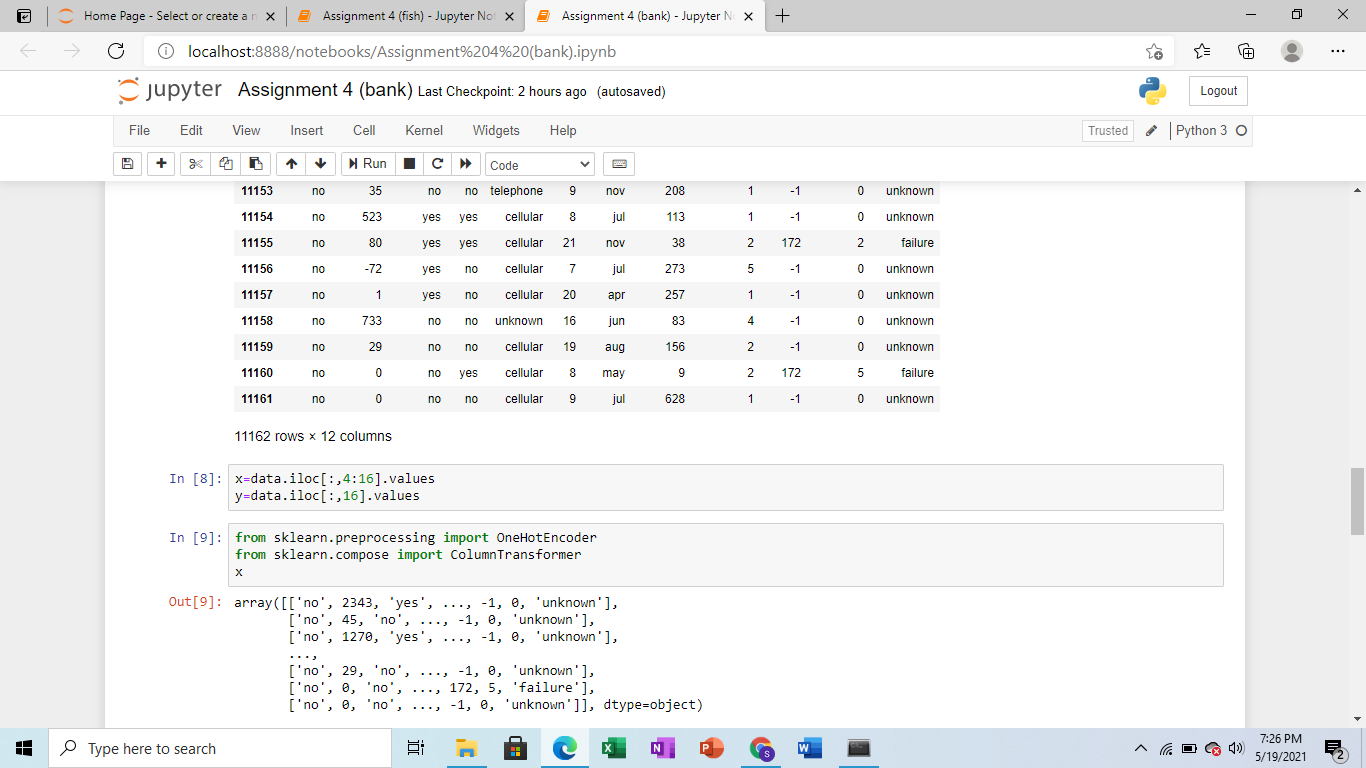 Home Page - Select or create a n
Assignment 4 (fish) - Jupyter Not
Assignment 4 (bank) - Jupyter No
localhost:8888/notebooks/Assignment%204%20(bank).ipynb
jupyter Assignment 4 (bank) Last Checkpoint: 2 hours ago (autosaved)
Logout
File Edit View Insert Cell Kernel Widgets Help
Trusted
Python 3
Run
Code
11153 no 35 no no telephone 9 nov 208 1 -1 0 unknown
11154 no 523 yes yes cellular 8 jul 113 1 -1 0 unknown
11155 no 80 yes yes cellular 21 nov 38 2 172 2 failure
11156 no -72 yes no cellular 7 jul 273 5 -1 0 unknown
11157 no 1 yes no cellular 20 apr 257 1 -1 0 unknown
11158 no 733 no no unknown 16 jun 83 4 -1 0 unknown
11159 no 29 no no cellular 19 aug 156 2 -1 0 unknown
11160 no 0 no yes cellular 8 may 9 2 172 5 failure
11161 no 0 no no cellular 9 jul 628 1 -1 0 unknown
11162 rows × 12 columns
In [8]: x=data.iloc[:,4:16].values
y=data.iloc[:,16].values
In [9]: from sklearn.preprocessing import OneHotEncoder
from sklearn.compose import ColumnTransformer
x
Out[9]: array([['no', 2343, 'yes', ..., -1, 0, 'unknown'],
['no', 45, 'no', ..., -1, 0, 'unknown'],
['no', 1270, 'yes', ..., -1, 0, 'unknown'],
...,
['no', 29, 'no', ..., -1, 0, 'unknown'],
['no', 0, 'no', ..., 172, 5, 'failure'],
['no', 0, 'no', ..., -1, 0, 'unknown']], dtype=object)
Type here to search
7:26 PM
5/19/2021
2